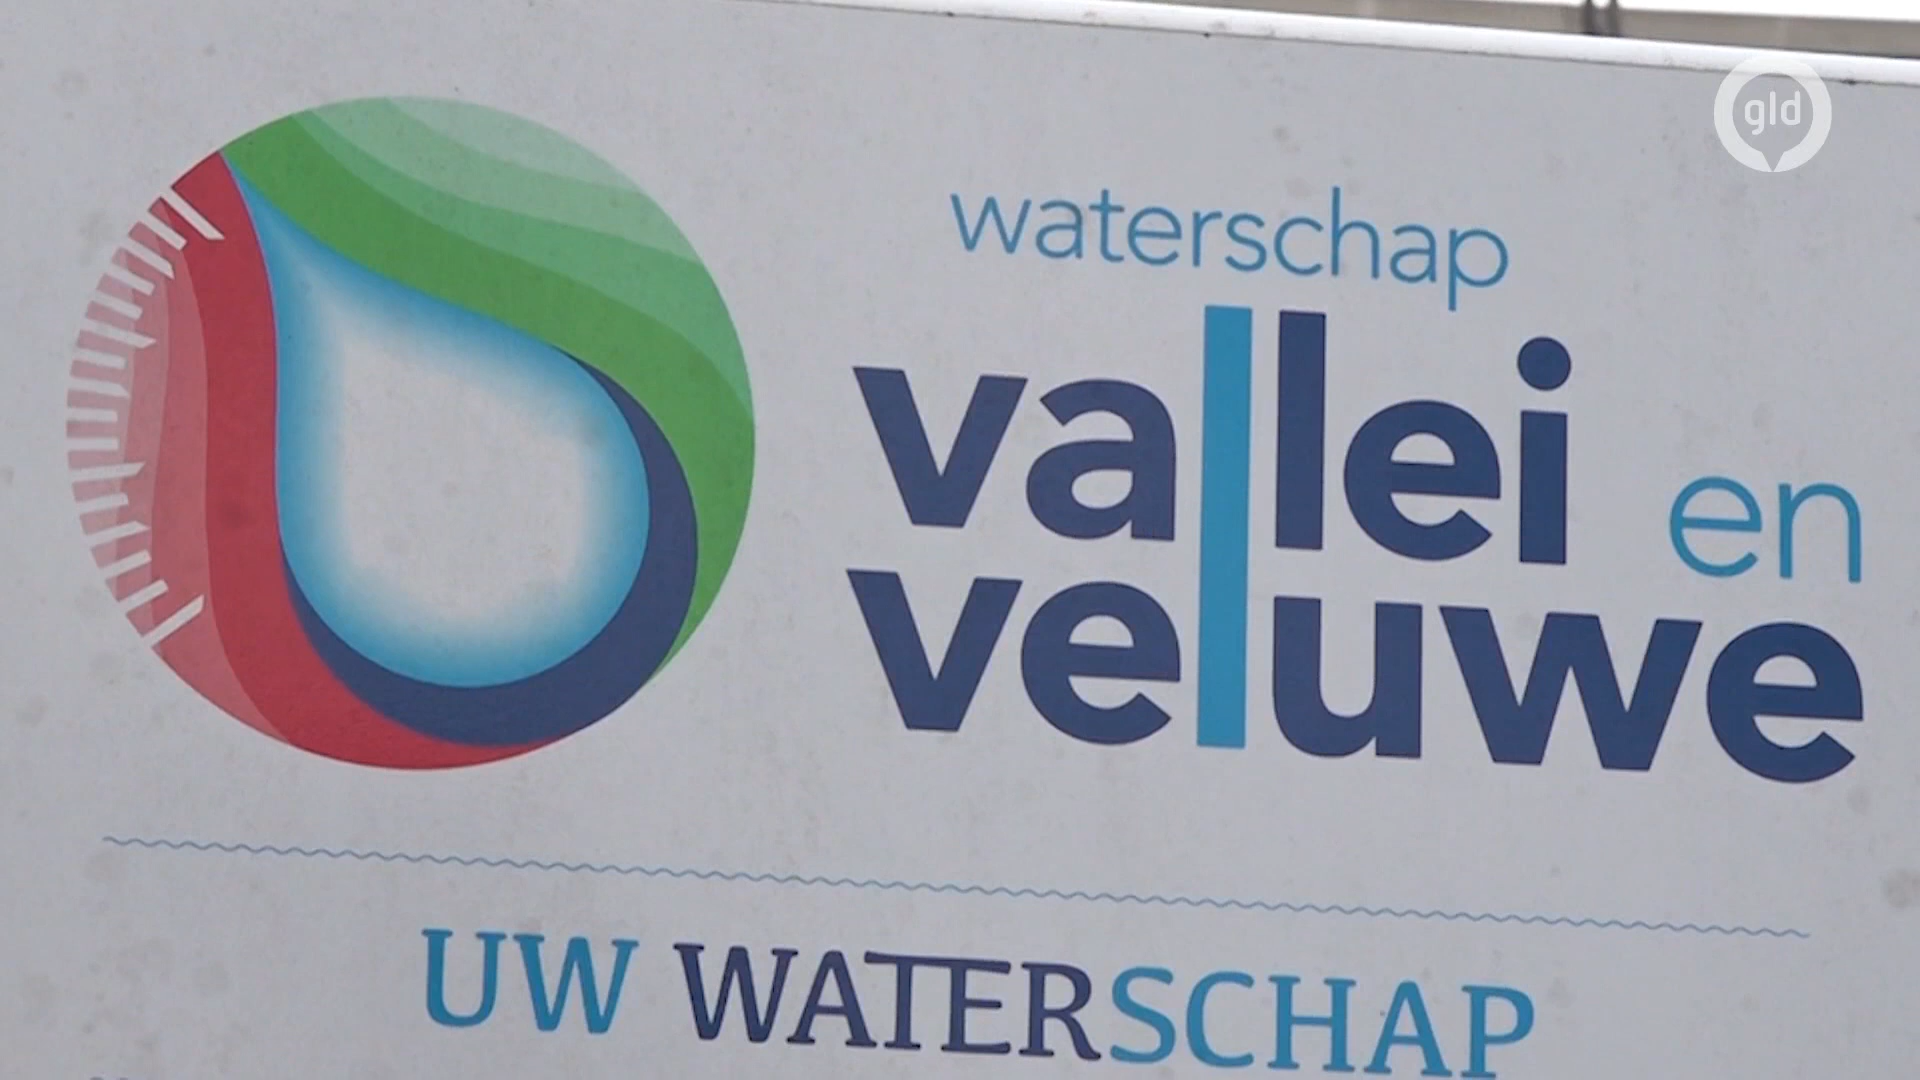 gld
waterschap
vallei en
veluwe
UW WATERSCHAP